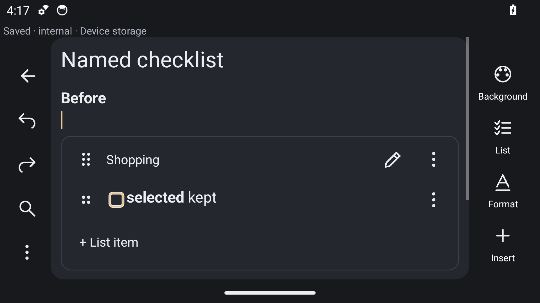 4:17
Saved · internal · Device storage
Named checklist
Before
Shopping
selected kept
+ List item
Background
List
Format
Insert